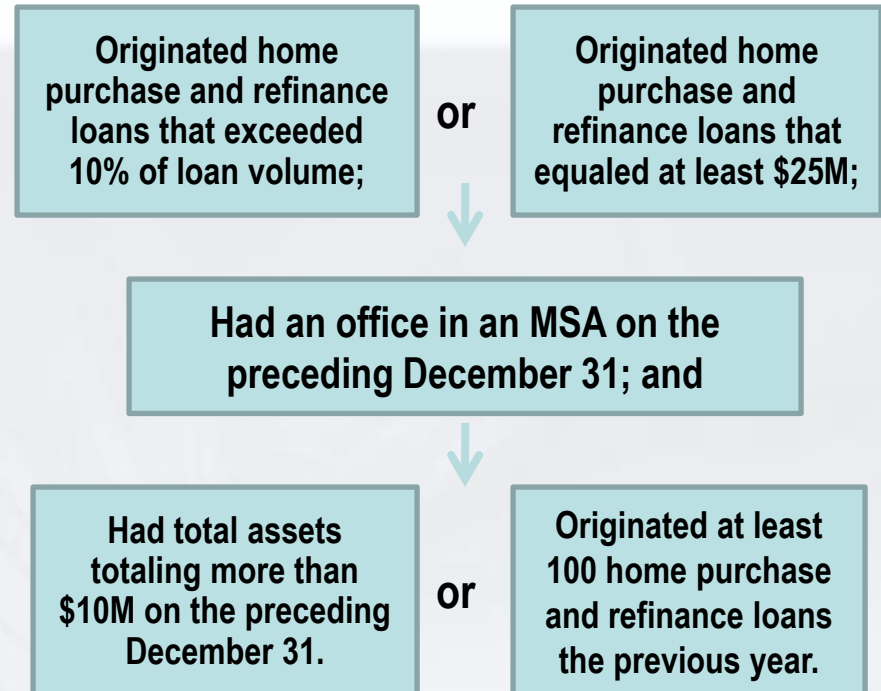 Originated home
purchase and refinance
loans that exceeded
10% of loan volume;
or
Originated home
purchase and
refinance loans that
equaled at least $25M;
Had an office in an MSA on the
preceding December 31; and
Had total assets
totaling more than
$10M on the preceding
December 31.
or
Originated at least
100 home purchase
and refinance loans
the previous year.